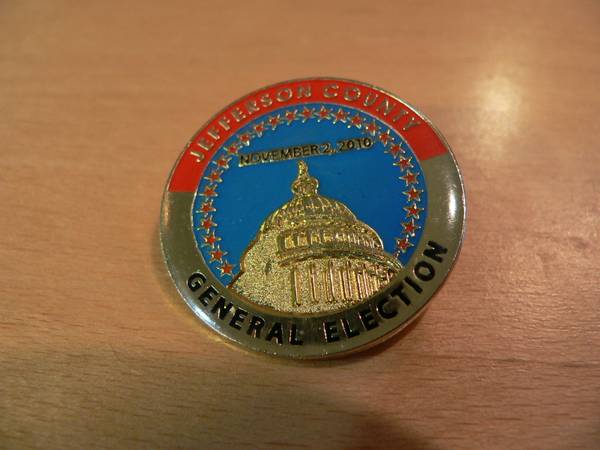 JEFFERSON COUNTY
NOVEMBER 2, 2010
GENERAL ELECTION